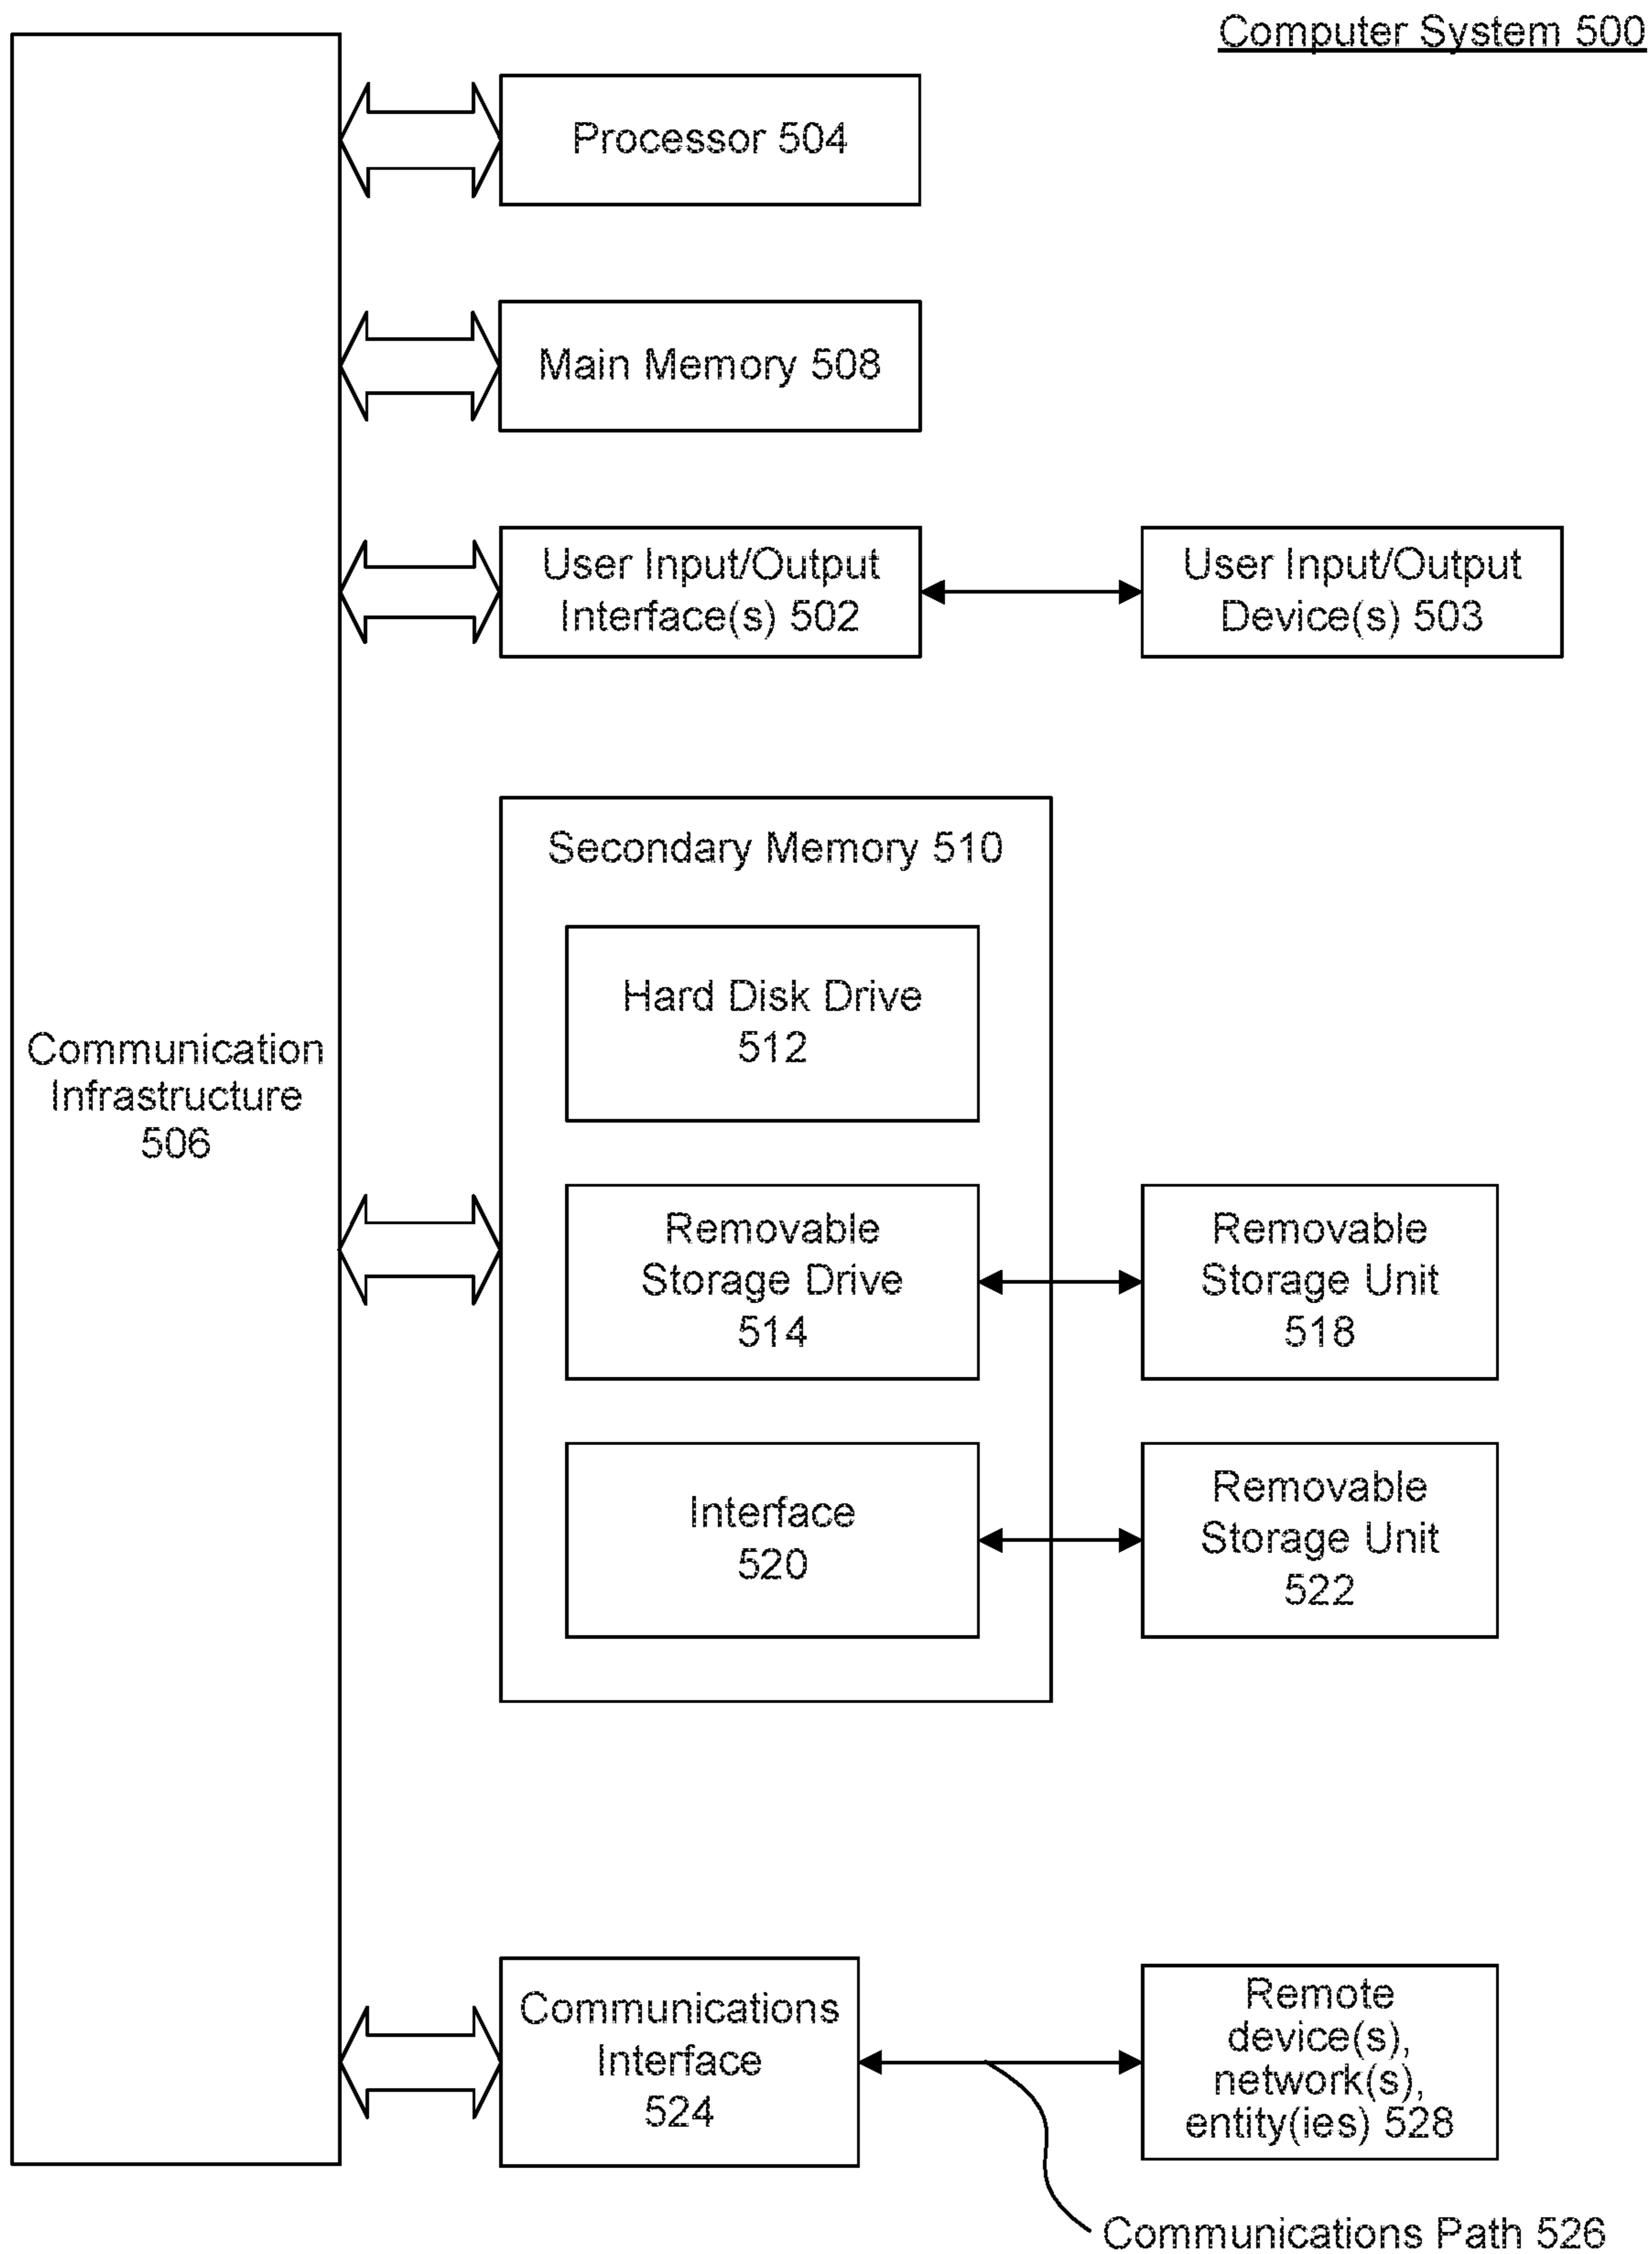 Computer System 500
Processor 504
Main Memory 508
User Input/Output
Interface(s) 502
User Input/Output
Device(s) 503
Communication
Infrastructure
506
Secondary Memory 510
Hard Disk Drive
512
Removable
Storage Drive
514
Removable
Storage Unit
518
Interface
520
Removable
Storage Unit
522
Communications
Interface
524
Remote
device(s),
network(s),
entity(ies) 528
Communications Path 526